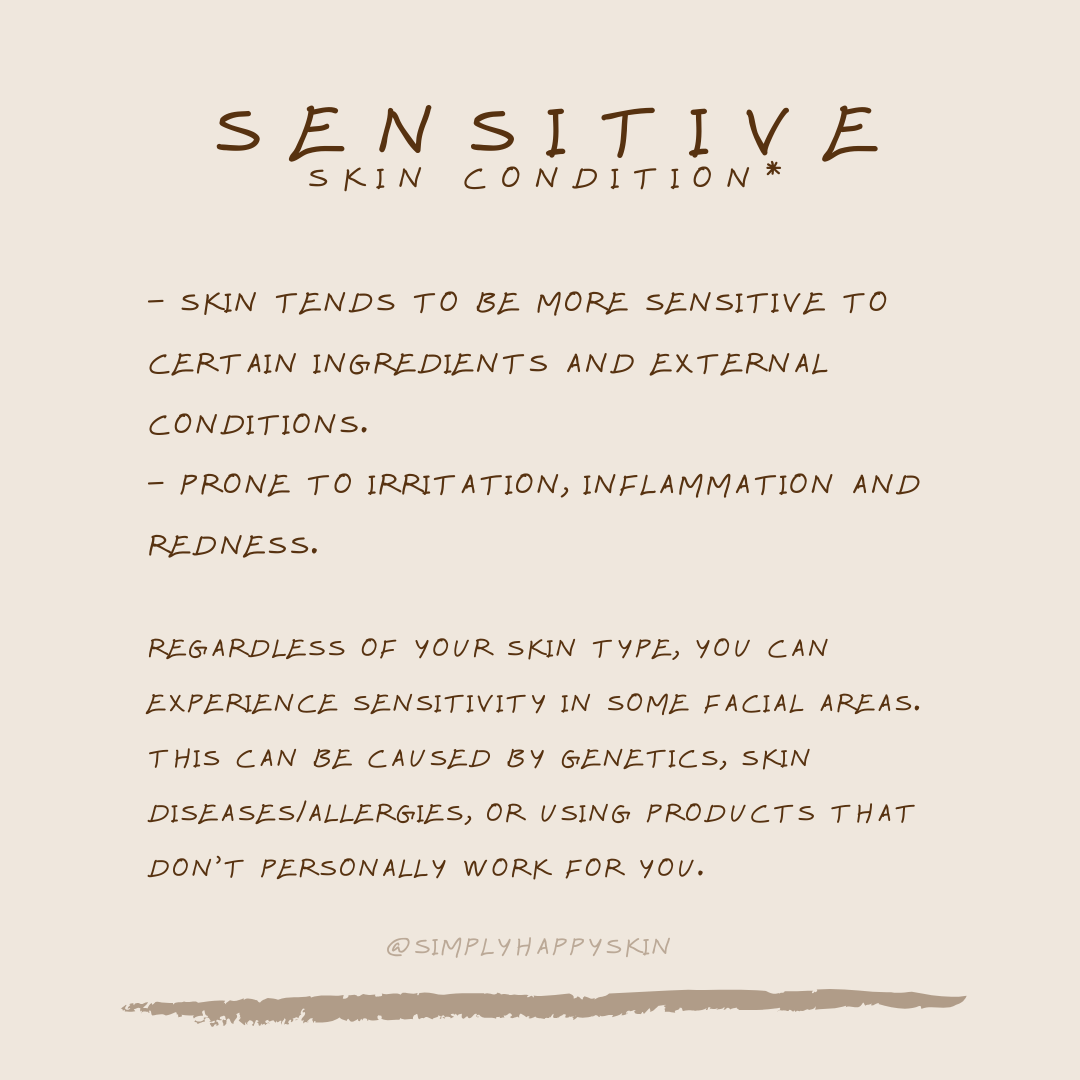 SENSITIVE
SKIN CONDITION*
- SKIN TENDS TO BE MORE SENSITIVE TO
CERTAIN INGREDIENTS AND EXTERNAL
CONDITIONS.
- PRONE TO IRRITATION, INFLAMMATION AND
REDNESS.
REGARDLESS OF YOUR SKIN TYPE, YOU CAN
EXPERIENCE SENSITIVITY IN SOME FACIAL AREAS.
THIS CAN BE CAUSED BY GENETICS, SKIN
DISEASES/ALLERGIES, OR USING PRODUCTS THAT
DON'T PERSONALLY WORK FOR YOU.
@SIMPLYHAPPYSKIN